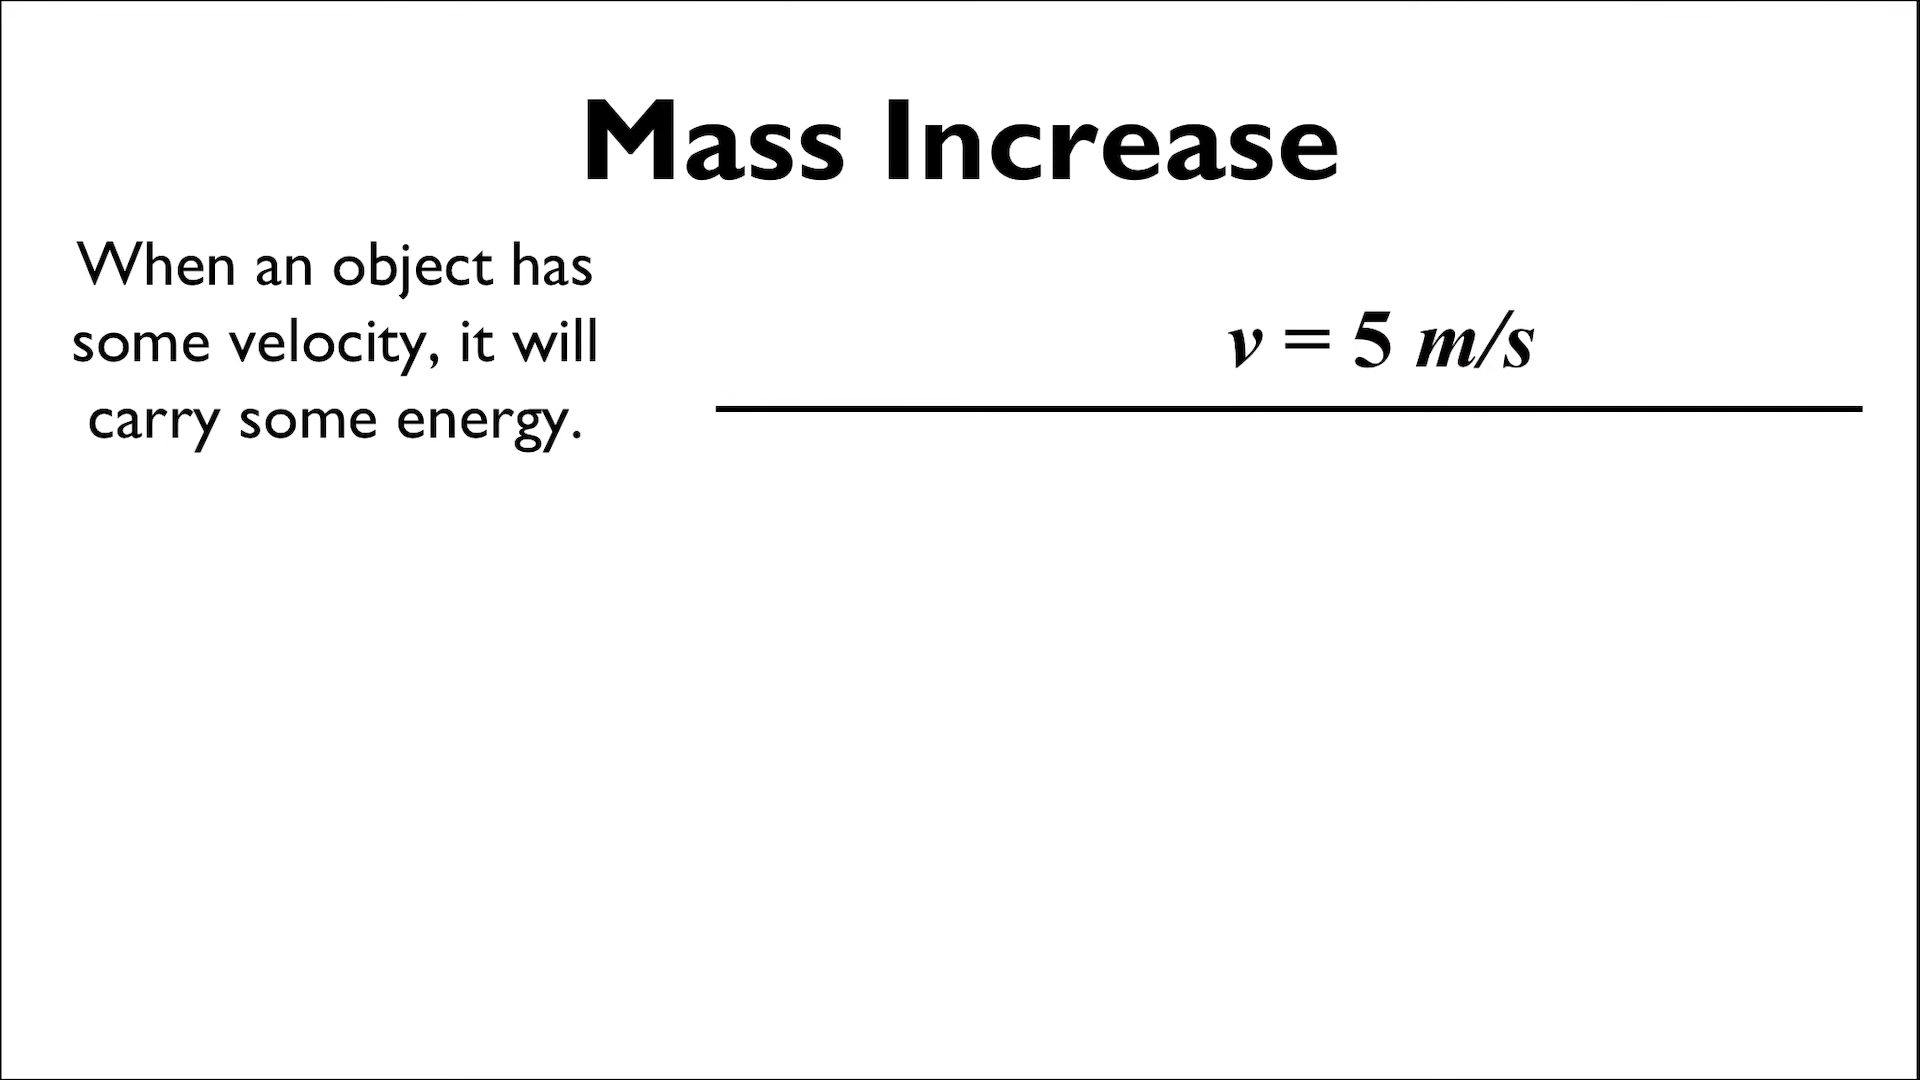 Mass Increase
When an object has
some velocity, it will
carry some energy.
v = 5 m/s